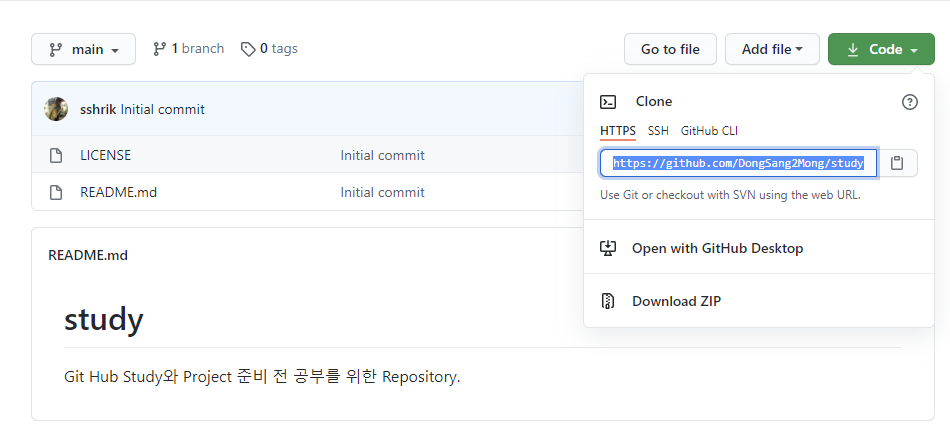 main 1 branch 0 tags Go to file Add file Code
sshrik Initial commit
LICENSE Initial commit
README.md Initial commit
Clone
HTTPS SSH GitHub CLI
https://github.com/DongSang2Mong/study
Use Git or checkout with SVN using the web URL.
Open with GitHub Desktop
Download ZIP
README.md
study
Git Hub Study와 Project 준비 전 공부를 위한 Repository.